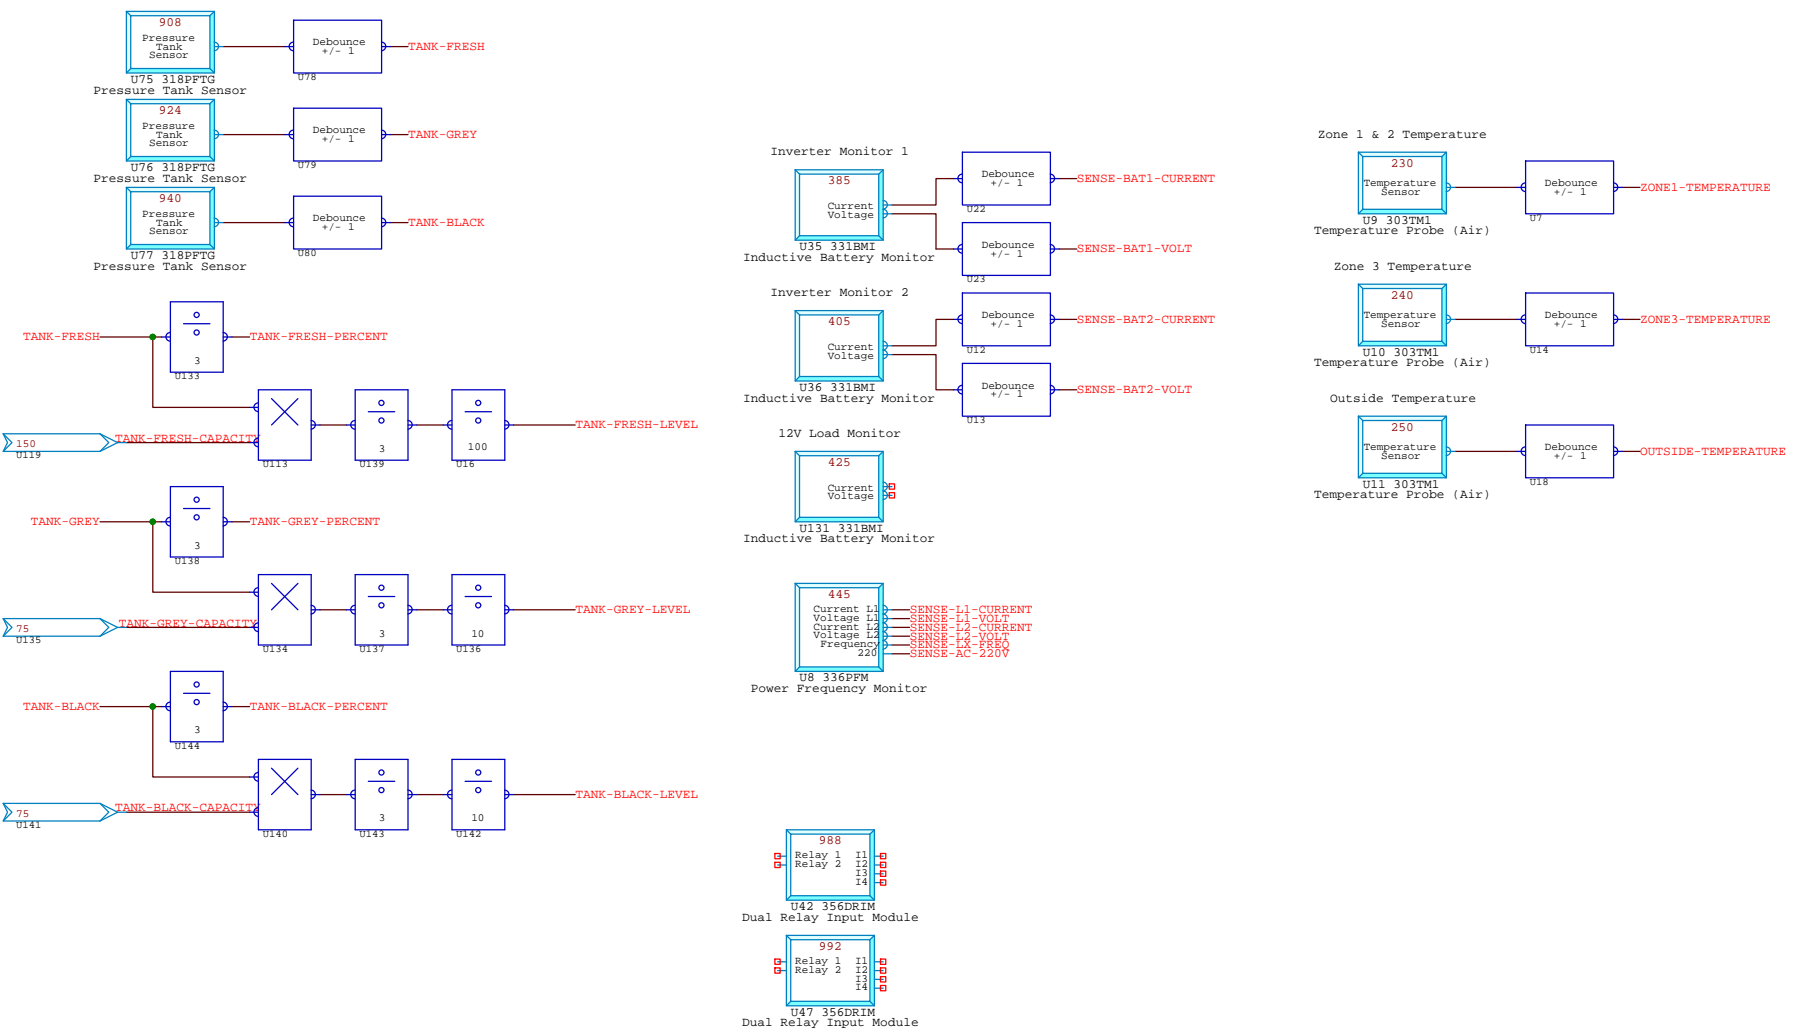 908
Pressure
Tank
Sensor
U75 318PFTG
Pressure Tank Sensor
Debounce
+/- 1
U78
TANK-FRESH
924
Pressure
Tank
Sensor
U76 318PFTG
Pressure Tank Sensor
Debounce
+/- 1
U79
TANK-GREY
940
Pressure
Tank
Sensor
U77 318PFTG
Pressure Tank Sensor
Debounce
+/- 1
U80
TANK-BLACK
TANK-FRESH
3
U133
TANK-FRESH-PERCENT
150
U119
TANK-FRESH-CAPACITY
U113
3
U139
100
U16
TANK-FRESH-LEVEL
TANK-GREY
3
U138
TANK-GREY-PERCENT
75
U135
TANK-GREY-CAPACITY
U134
3
U137
10
U136
TANK-GREY-LEVEL
TANK-BLACK
3
U144
TANK-BLACK-PERCENT
75
U141
TANK-BLACK-CAPACITY
U140
3
U143
10
U142
TANK-BLACK-LEVEL
Inverter Monitor 1
385
Current
Voltage
U35 331BMI
Inductive Battery Monitor
Debounce
+/- 1
U22
SENSE-BAT1-CURRENT
Debounce
+/- 1
U23
SENSE-BAT1-VOLT
Inverter Monitor 2
405
Current
Voltage
U36 331BMI
Inductive Battery Monitor
Debounce
+/- 1
U12
SENSE-BAT2-CURRENT
Debounce
+/- 1
U13
SENSE-BAT2-VOLT
12V Load Monitor
425
Current
Voltage
U131 331BMI
Inductive Battery Monitor
445
Current L1
Voltage L1
Current L2
Voltage L2
Frequency
220
SENSE-L1-CURRENT
SENSE-L1-VOLT
SENSE-L2-CURRENT
SENSE-L2-VOLT
SENSE-LX-FREQ
SENSE-AC-220V
U8 336PFM
Power Frequency Monitor
988
Relay 1 I1
Relay 2 I2
I3
I4
U42 356DRIM
Dual Relay Input Module
992
Relay 1 I1
Relay 2 I2
I3
I4
U47 356DRIM
Dual Relay Input Module
Zone 1 & 2 Temperature
230
Temperature
Sensor
U9 303TM1
Temperature Probe (Air)
Debounce
+/- 1
U7
ZONE1-TEMPERATURE
Zone 3 Temperature
240
Temperature
Sensor
U10 303TM1
Temperature Probe (Air)
Debounce
+/- 1
U14
ZONE3-TEMPERATURE
Outside Temperature
250
Temperature
Sensor
U11 303TM1
Temperature Probe (Air)
Debounce
+/- 1
U18
OUTSIDE-TEMPERATURE